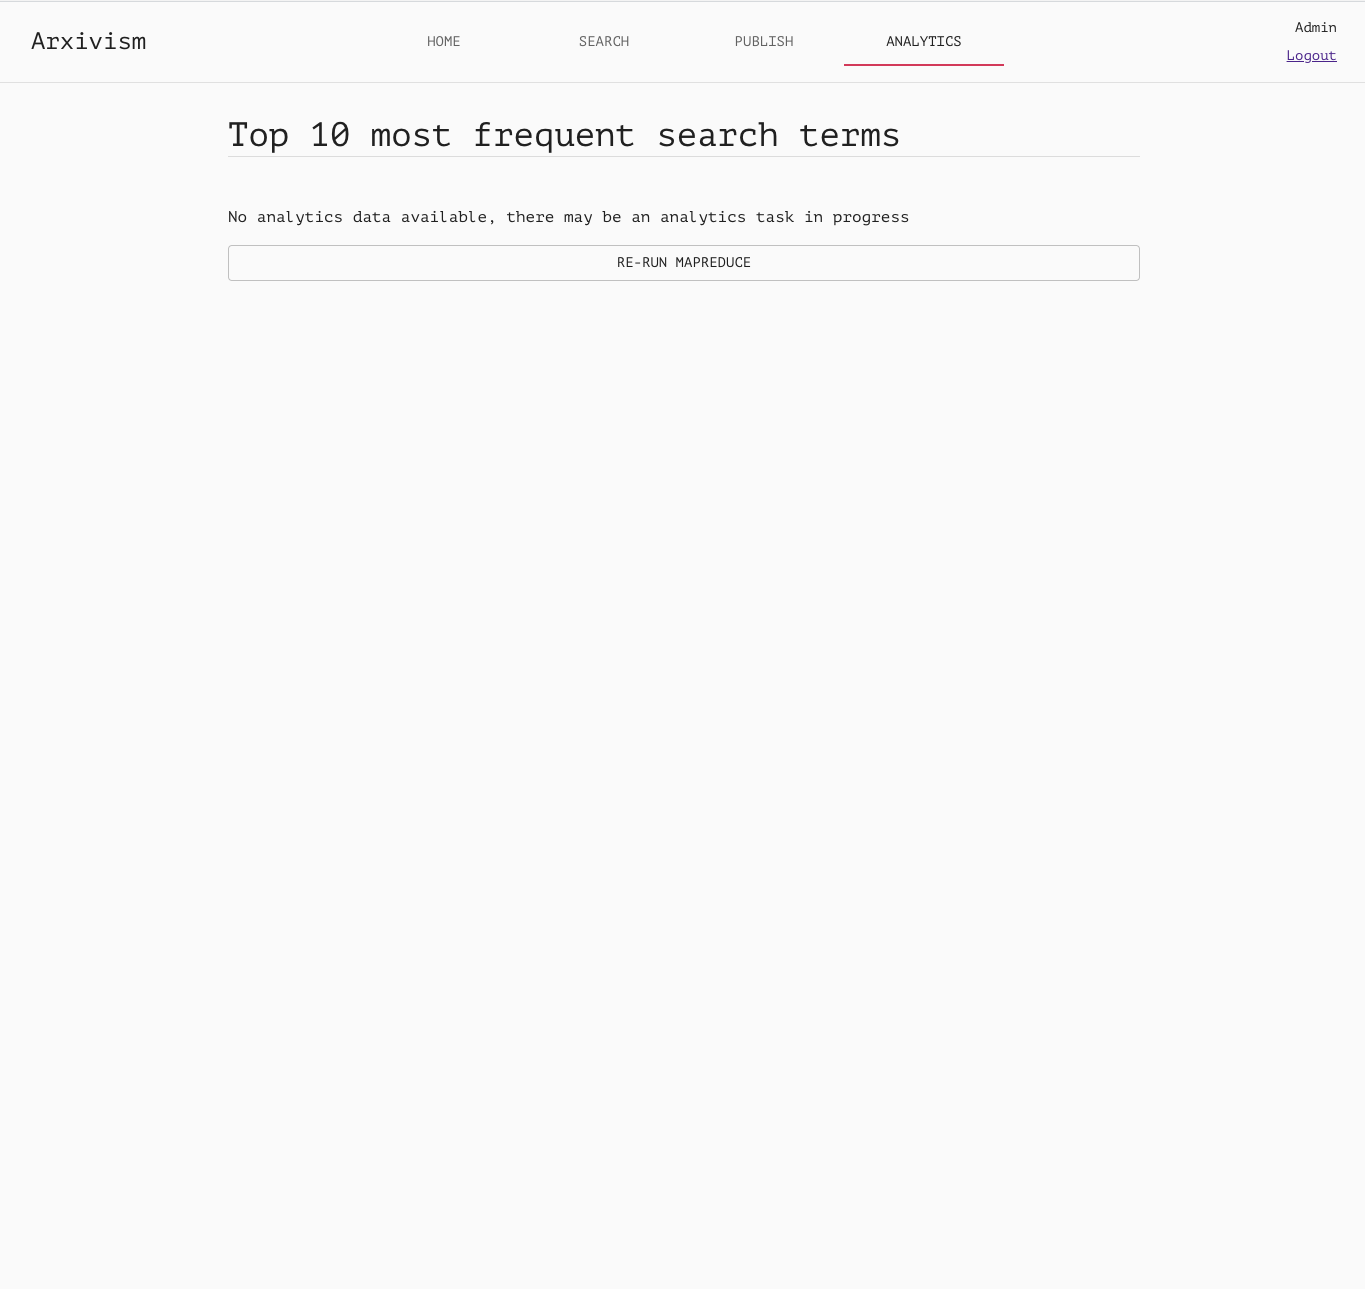 Arxivism
HOME
SEARCH
PUBLISH
ANALYTICS
Admin
Logout
Top 10 most frequent search terms
No analytics data available, there may be an analytics task in progress
RE-RUN MAPREDUCE